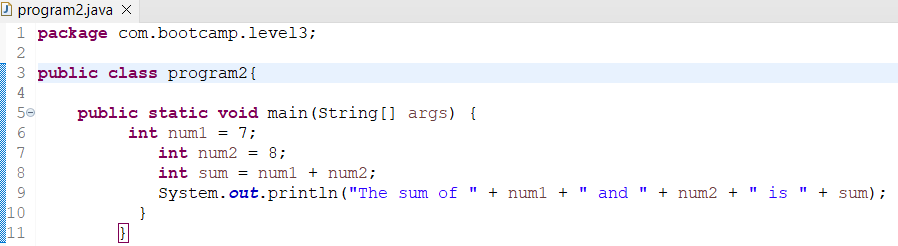 program2.java
1 package com.bootcamp.level3;
2
3 public class program2{
4
5 public static void main(String[] args) {
6 int num1 = 7;
7 int num2 = 8;
8 int sum = num1 + num2;
9 System.out.println("The sum of " + num1 + " and " + num2 + " is " + sum);
10 }
11 }